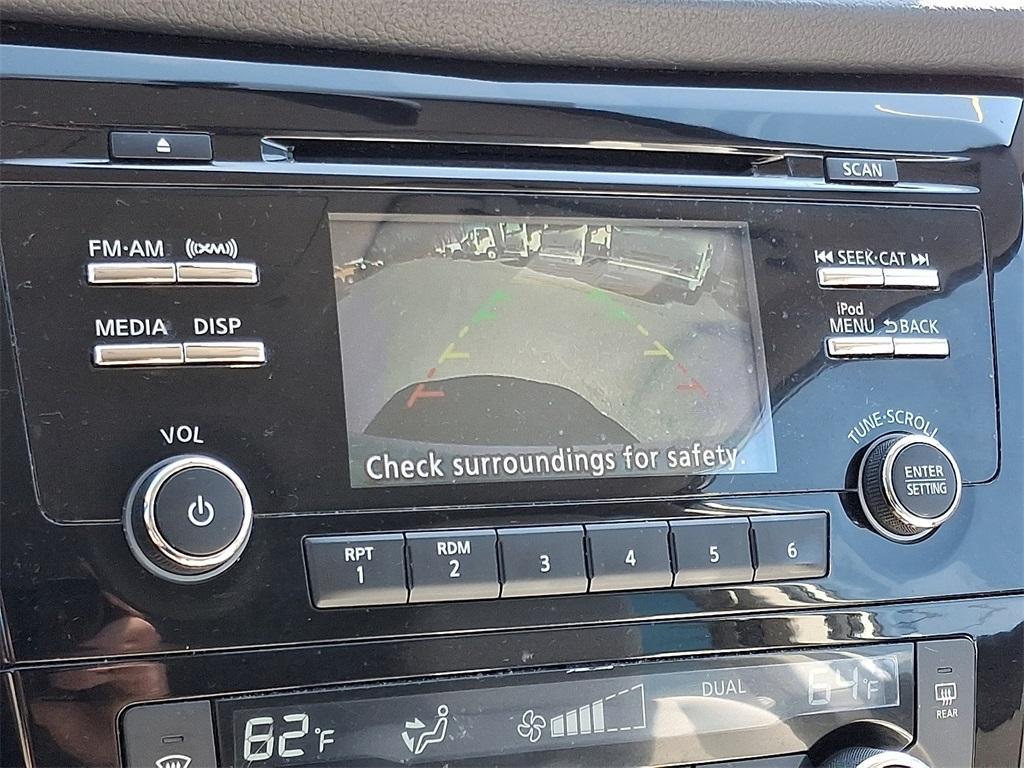 SCAN
FM·AM ((XM))
SEEK·CAT
MEDIA DISP
iPod
MENU BACK
VOL
TUNE·SCROLL
Check surroundings for safety.
ENTER
SETTING
RPT RDM
1 2 3 4 5 6
DUAL
62°F 64°F
REAR